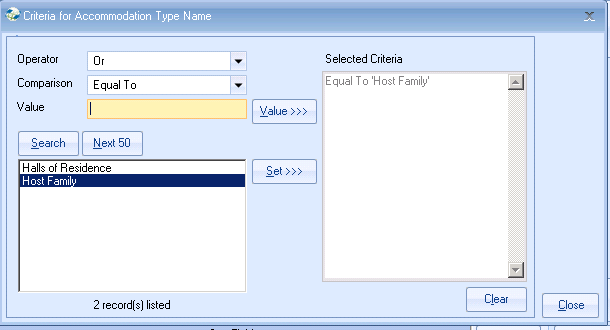 Criteria for Accommodation Type Name
Operator
Or
Comparison
Equal To
Value
Value >>>
Search
Next 50
Halls of Residence
Host Family
Set >>>
2 record(s) listed
Selected Criteria
Equal To 'Host Family'
Clear
Close